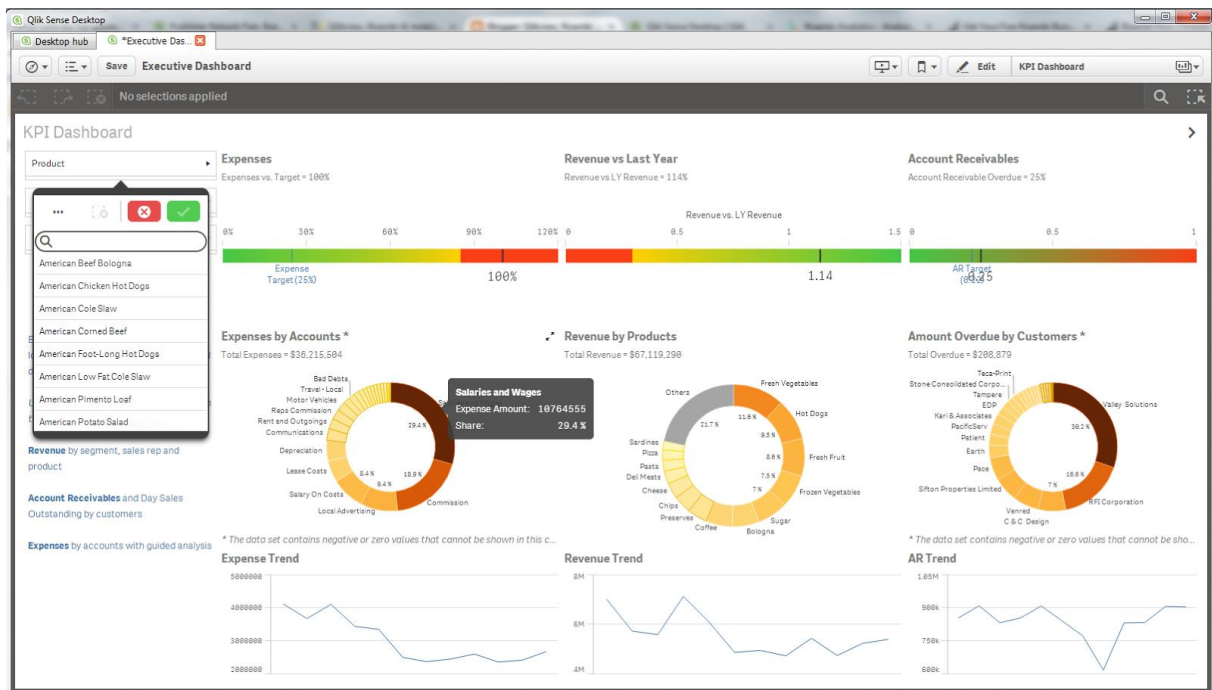 Qlik Sense Desktop
Desktop hub
*Executive Das...
Save
Executive Dashboard
Edit
KPI Dashboard
No selections applied
KPI Dashboard
Product
American Beef Bologna
American Chicken Hot Dogs
American Cole Slaw
American Corned Beef
American Foot-Long Hot Dogs
American Low Fat Cole Slaw
American Pimento Loaf
American Potato Salad
Revenue by segment, sales rep and
product
Account Receivables and Day Sales
Outstanding by customers
Expenses by accounts with guided analysis
Expenses
Expenses vs. Target = 100%
0% 30% 60% 90% 120%
Expense
Target (25%)
100%
Revenue vs Last Year
Revenue vs LY Revenue = 114%
Revenue vs. LY Revenue
0 0.5 1 1.5
1.14
Account Receivables
Account Receivable Overdue = 25%
0 0.5 1
AR Target
0.25
Expenses by Accounts *
Total Expenses = $36,215,504
Bad Debts
Travel - Local
Motor Vehicles
Reps Commission
Rent and Outgoings
Communications
Depreciation
Lease Costs
Salary On Costs
Local Advertising
Commission
29.4 %
18.9 %
9.4 %
8.4 %
Salaries and Wages
Expense Amount: 10764555
Share: 29.4 %
* The data set contains negative or zero values that cannot be shown in this c...
Revenue by Products
Total Revenue = $67,119,290
Others
Fresh Vegetables
Hot Dogs
Fresh Fruit
Frozen Vegetables
Sugar
Bologna
Coffee
Preserves
Chips
Cheese
Del Meats
Pasta
Pizza
Sardines
21.7 %
11.6 %
9.5 %
8.8 %
7.5 %
7 %
Amount Overdue by Customers *
Total Overdue = $208,879
Teca-Print
Stone Consolidated Corpo...
Tampere
EDP
Kari & Associates
PacificServ
Patient
Earth
Pace
Sifton Properties Limited
Venred
C & C Design
RFI Corporation
Valley Solutions
30.2 %
16.6 %
7 %
* The data set contains negative or zero values that cannot be sho...
Expense Trend
5000000
4000000
3000000
2000000
Revenue Trend
8M
6M
4M
AR Trend
1.05M
900k
750k
600k